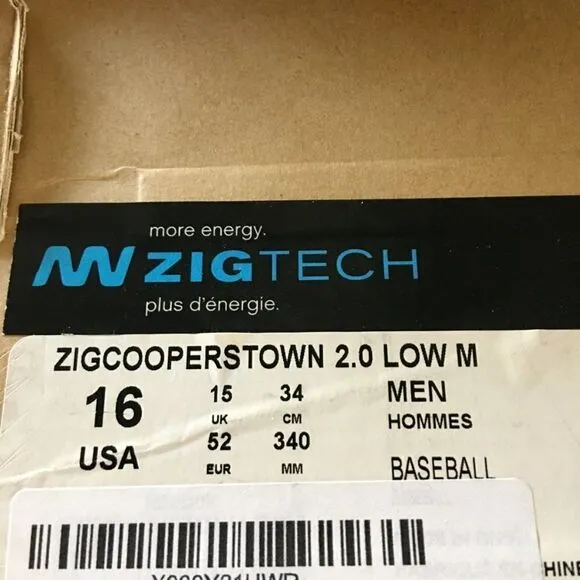 more energy.
ZIGTECH
plus d'énergie.
ZIGCOOPERSTOWN 2.0 LOW M
16 15 34 MEN
UK CM HOMMES
USA 52 340
EUR MM BASEBALL